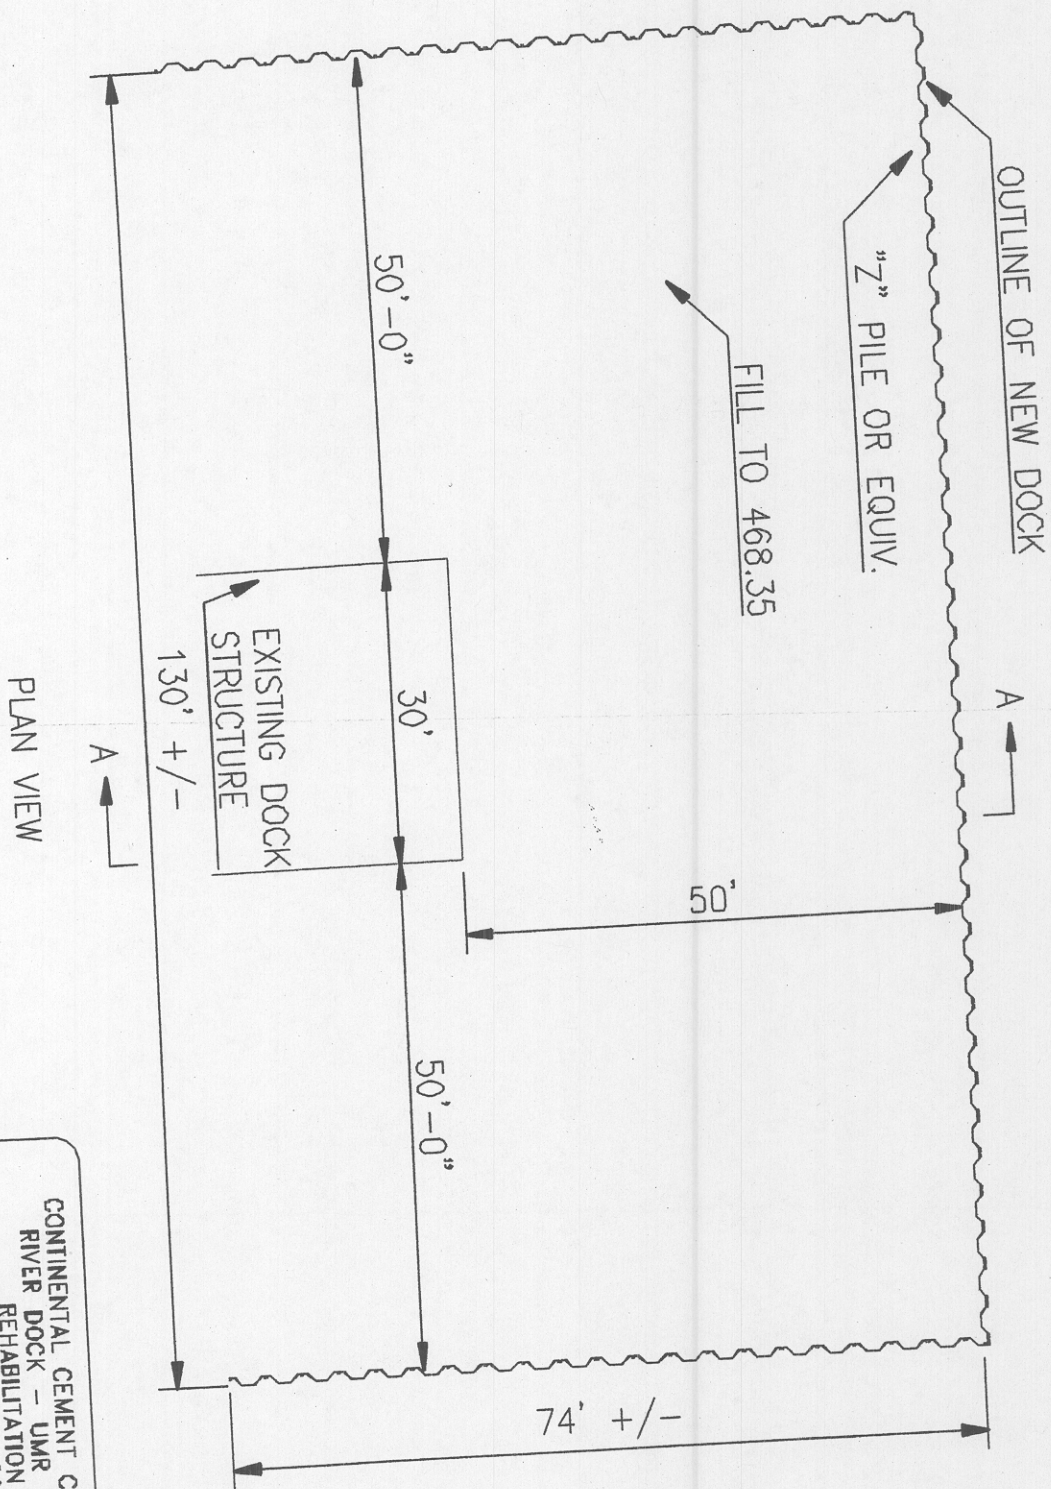 OUTLINE OF NEW DOCK
"Z" PILE OR EQUIV.
FILL TO 468.35
A
50'-0"
30'
50'-0"
50'
EXISTING DOCK
STRUCTURE
130' +/-
74' +/-
A
PLAN VIEW
CONTINENTAL CEMENT C
RIVER DOCK - UMR
REHABILITATION